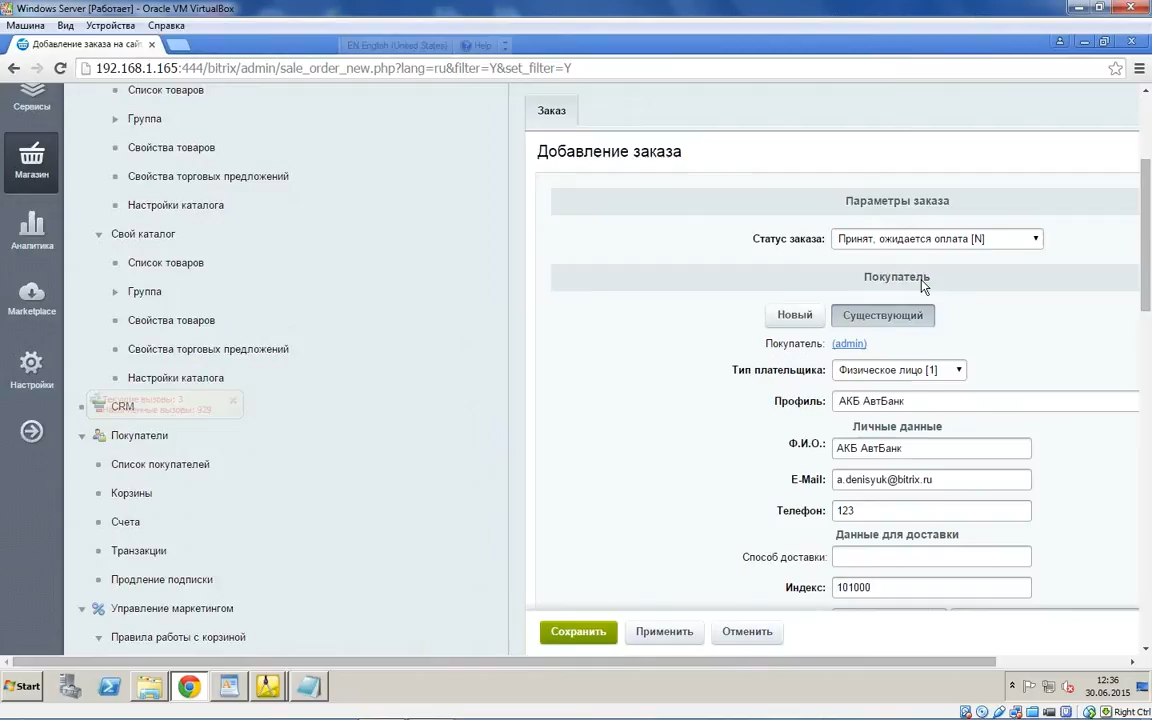 Windows Server [Работает] - Oracle VM VirtualBox
Машина Вид Устройства Справка
Добавление заказа на сай
EN English (United States) Help
192.168.1.165:444/bitrix/admin/sale_order_new.php?lang=ru&filter=Y&set_filter=Y
Сервисы
Магазин
Аналитика
Marketplace
Настройки
Список товаров
Группа
Свойства товаров
Свойства торговых предложений
Настройки каталога
Свой каталог
Список товаров
Группа
Свойства товаров
Свойства торговых предложений
Настройки каталога
Текущие вызовы: 3
CRM
вызовы: 929
Покупатели
Список покупателей
Корзины
Счета
Транзакции
Продление подписки
Управление маркетингом
Правила работы с корзиной
Заказ
Добавление заказа
Параметры заказа
Статус заказа: Принят, ожидается оплата [N]
Покупатель
Новый Существующий
Покупатель: (admin)
Тип плательщика: Физическое лицо [1]
Профиль: АКБ АвтБанк
Личные данные
Ф.И.О.: АКБ АвтБанк
E-Mail: a.denisyuk@bitrix.ru
Телефон: 123
Данные для доставки
Способ доставки:
Индекс: 101000
Сохранить Применить Отменить
Start
12:36
30.06.2015
Right Ctrl